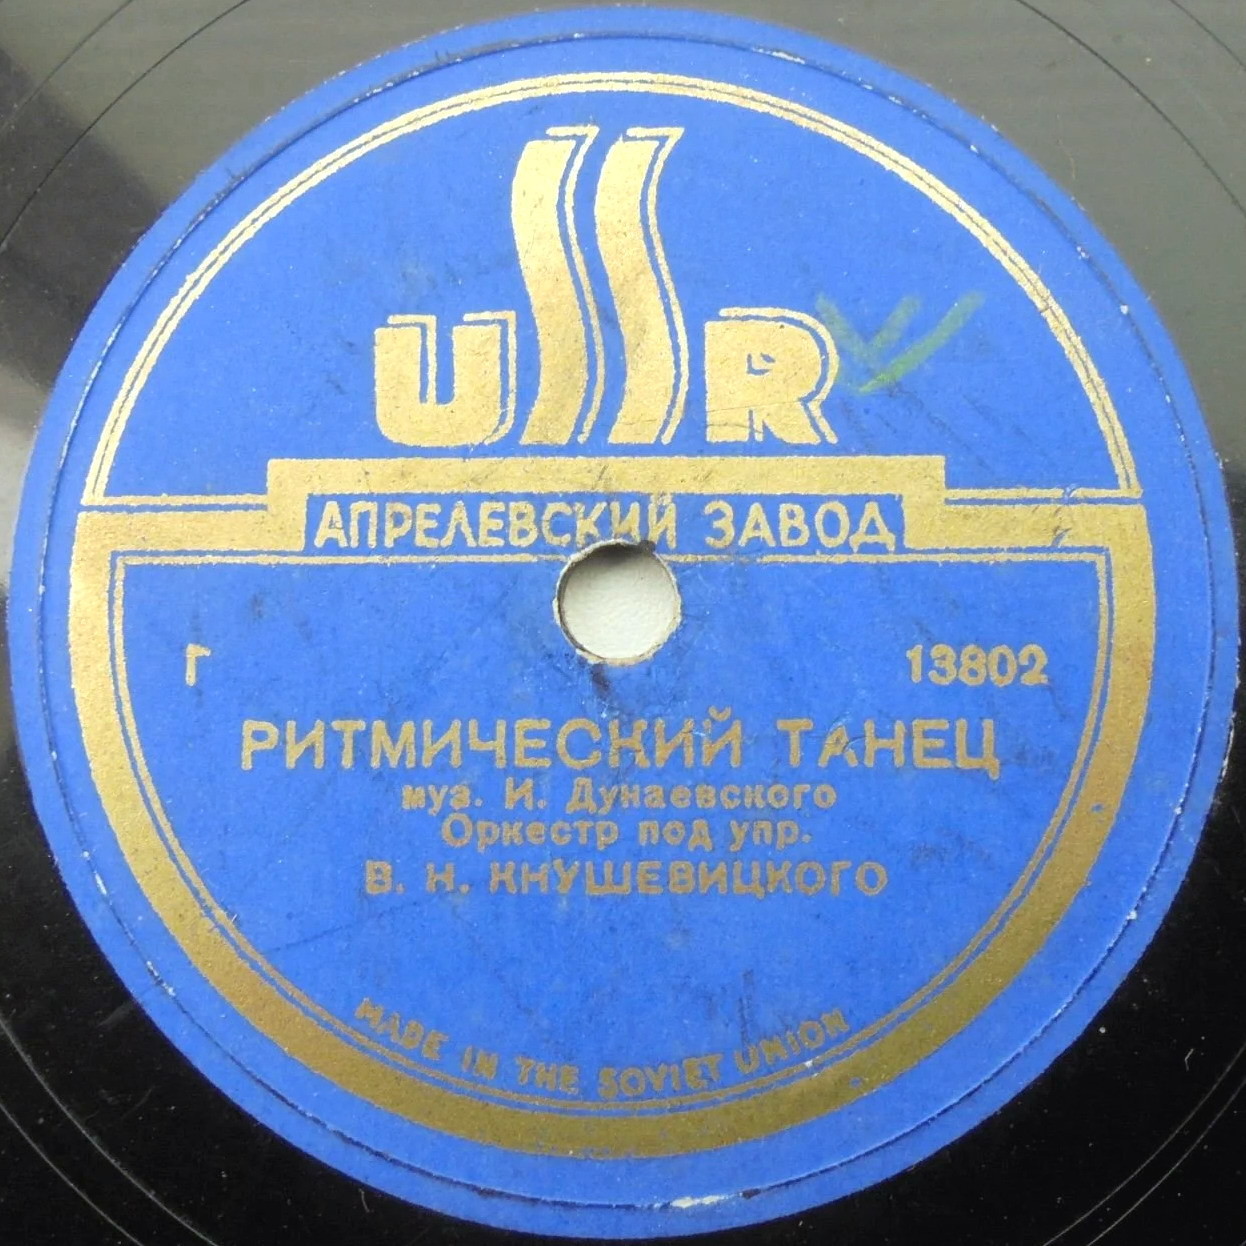 USSR
АПРЕЛЕВСКИЙ ЗАВОД
Г 13802
РИТМИЧЕСКИЙ ТАНЕЦ
муз. И. Дунаевского
Оркестр под упр.
В. Н. КНУШЕВИЦКОГО
MADE IN THE SOVIET UNION